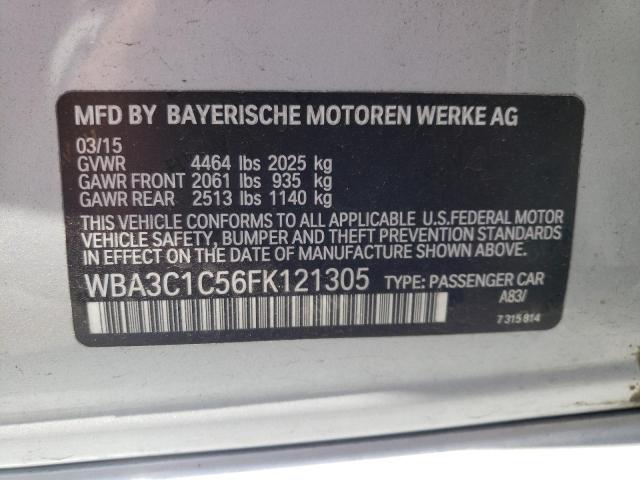 MFD BY BAYERISCHE MOTOREN WERKE AG
03/15
GVWR 4464 lbs 2025 kg
GAWR FRONT 2061 lbs 935 kg
GAWR REAR 2513 lbs 1140 kg
THIS VEHICLE CONFORMS TO ALL APPLICABLE U.S.FEDERAL MOTOR
VEHICLE SAFETY, BUMPER AND THEFT PREVENTION STANDARDS
IN EFFECT ON THE DATE OF MANUFACTURE SHOWN ABOVE.
WBA3C1C56FK121305 TYPE: PASSENGER CAR
A83/
7 315 814